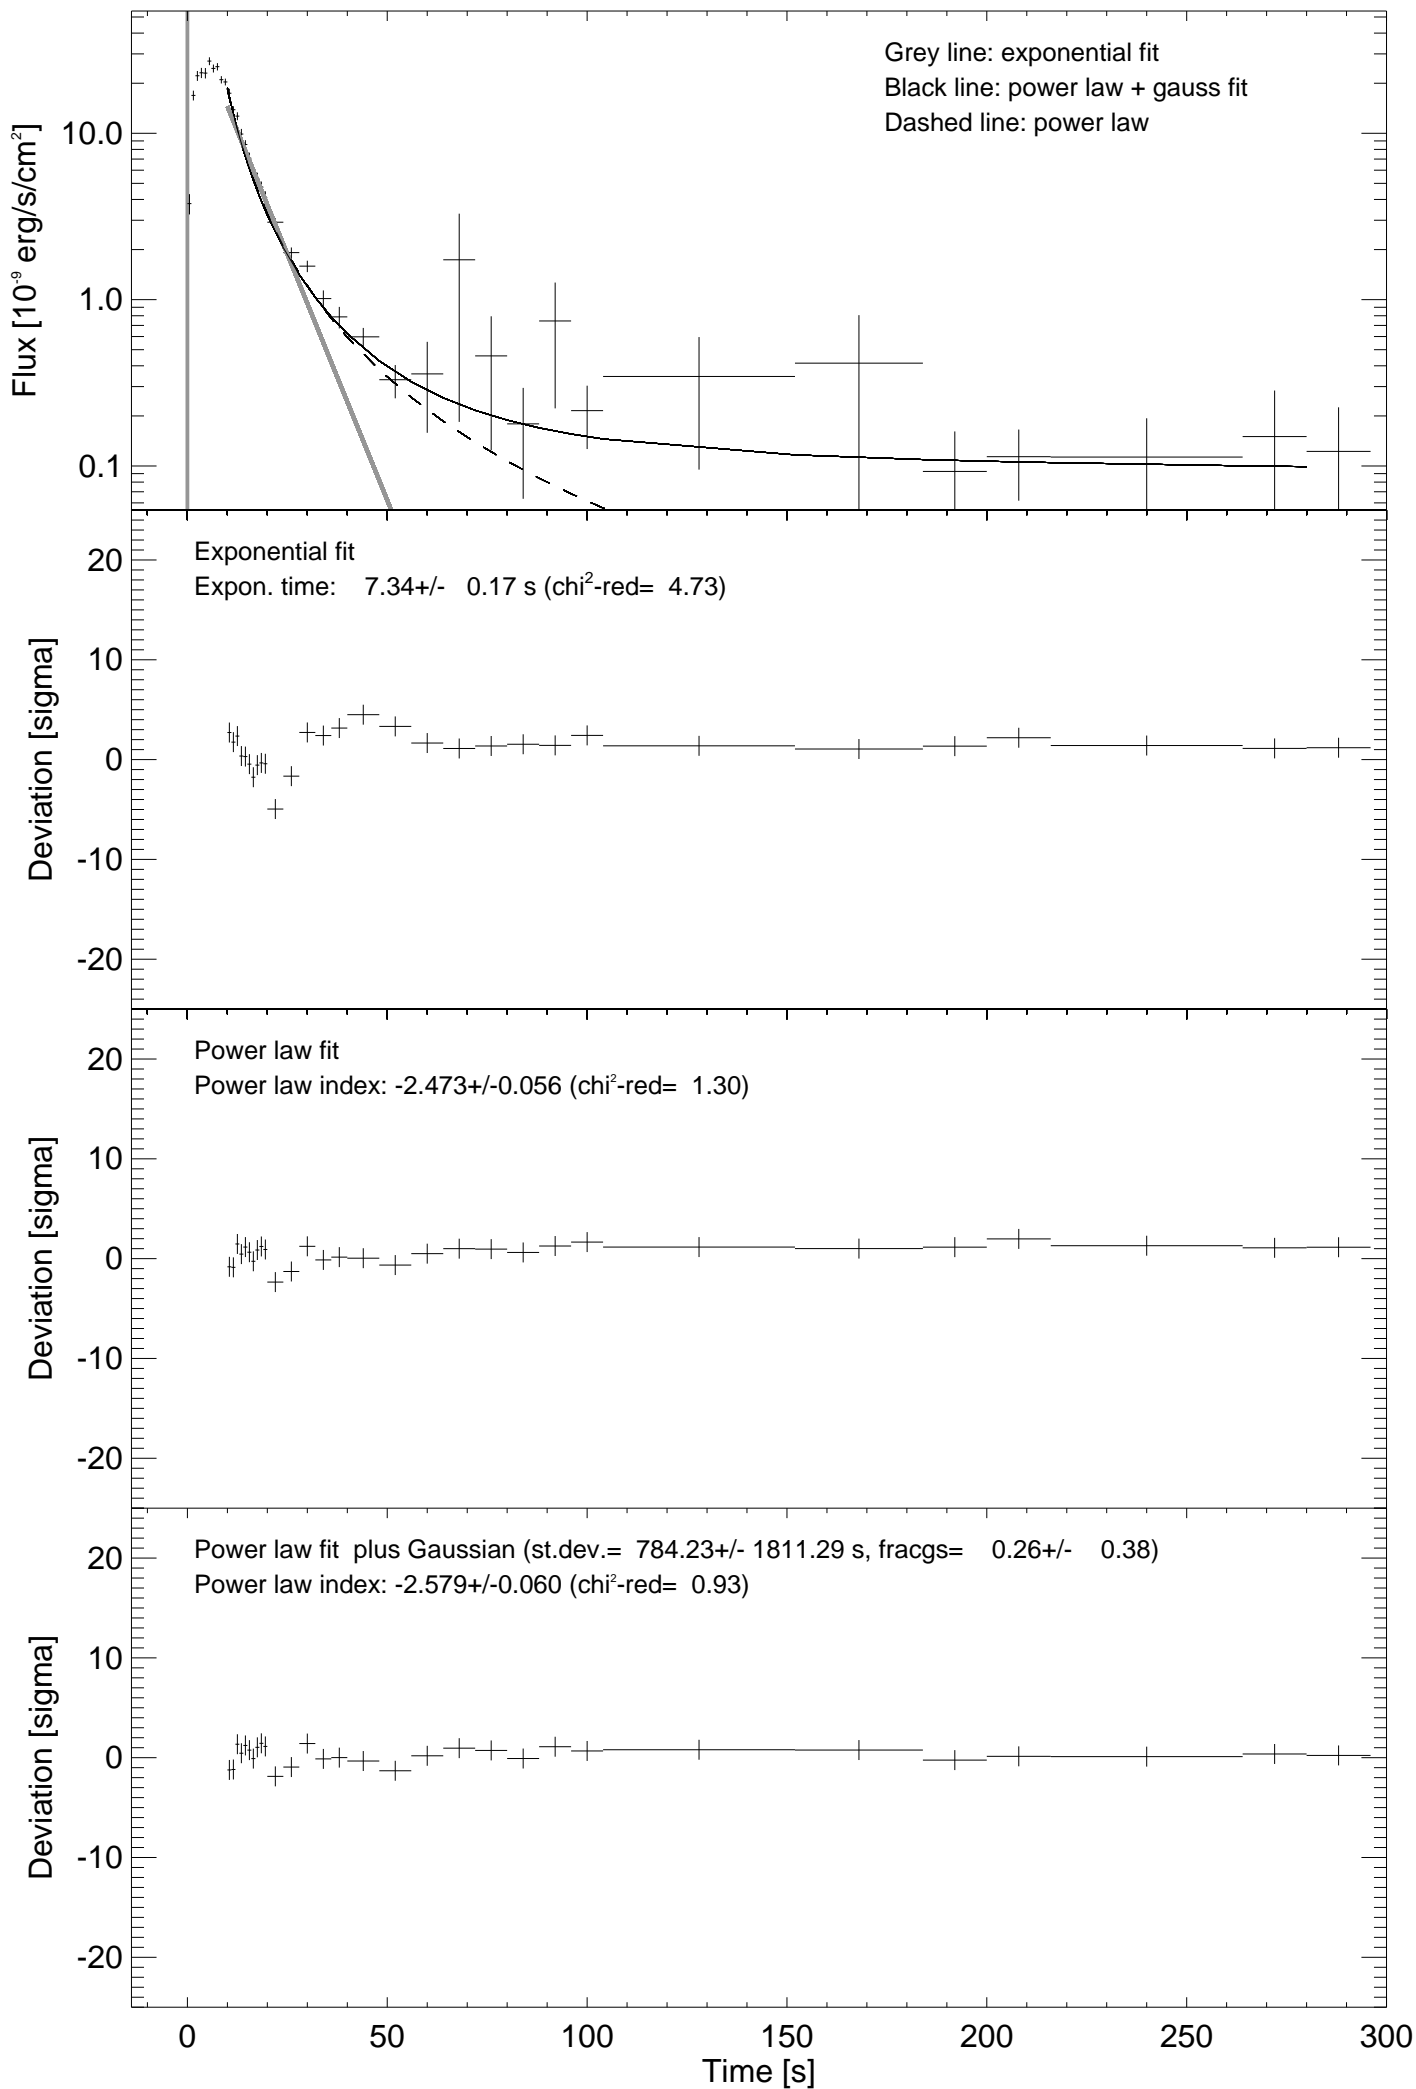 Grey line: exponential fit
Black line: power law + gauss fit
Dashed line: power law
Flux [10⁻⁹ erg/s/cm²]
10.0
1.0
0.1
Exponential fit
Expon. time: 7.34+/- 0.17 s (chi²-red= 4.73)
Deviation [sigma]
20
10
0
-10
-20
Power law fit
Power law index: -2.473+/-0.056 (chi²-red= 1.30)
Deviation [sigma]
20
10
0
-10
-20
Power law fit plus Gaussian (st.dev.= 784.23+/- 1811.29 s, fracgs= 0.26+/- 0.38)
Power law index: -2.579+/-0.060 (chi²-red= 0.93)
Deviation [sigma]
20
10
0
-10
-20
0 50 100 150 200 250 300
Time [s]